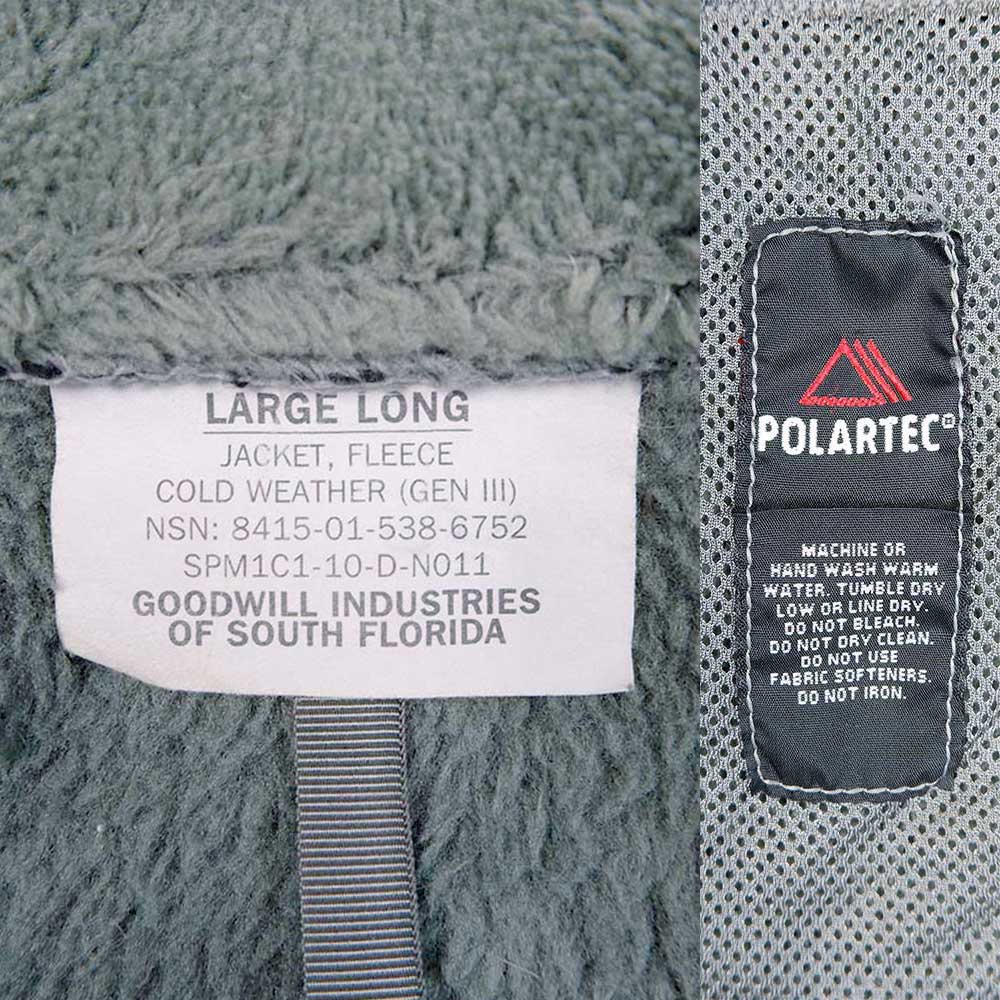 LARGE LONG
JACKET, FLEECE
COLD WEATHER (GEN III)
NSN: 8415-01-538-6752
SPM1C1-10-D-N011
GOODWILL INDUSTRIES
OF SOUTH FLORIDA
POLARTEC®
MACHINE OR
HAND WASH WARM
WATER. TUMBLE DRY
LOW OR LINE DRY.
DO NOT BLEACH.
DO NOT DRY CLEAN.
DO NOT USE
FABRIC SOFTENERS.
DO NOT IRON.